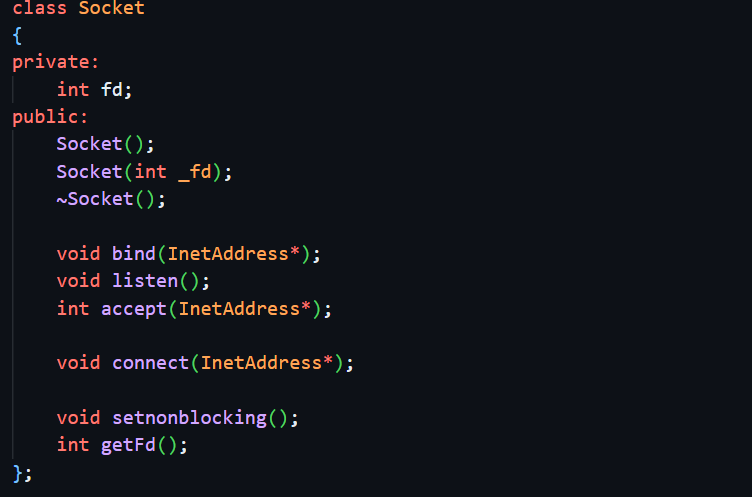 class Socket
{
private:
    int fd;
public:
    Socket();
    Socket(int _fd);
    ~Socket();

    void bind(InetAddress*);
    void listen();
    int accept(InetAddress*);

    void connect(InetAddress*);

    void setnonblocking();
    int getFd();
};